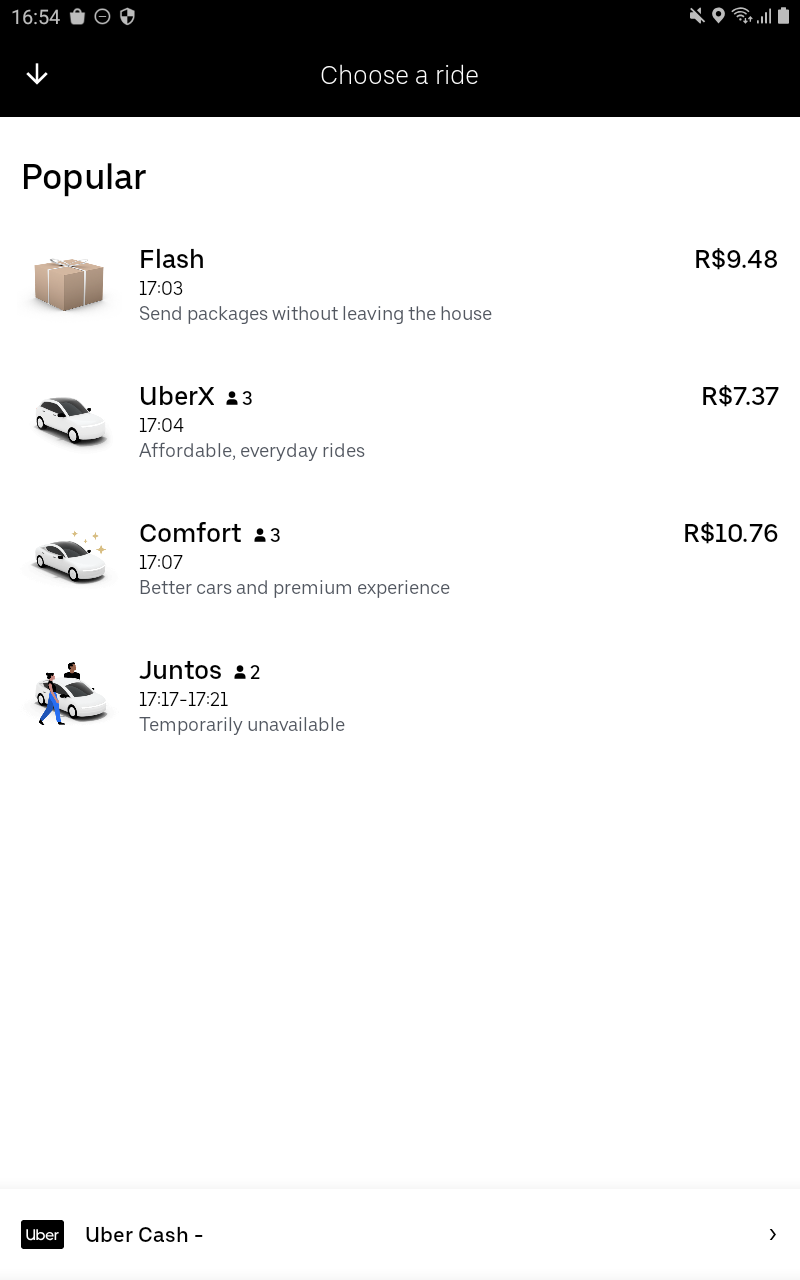 16:54
Choose a ride
Popular
Flash R$9.48
17:03
Send packages without leaving the house
UberX 3 R$7.37
17:04
Affordable, everyday rides
Comfort 3 R$10.76
17:07
Better cars and premium experience
Juntos 2
17:17-17:21
Temporarily unavailable
Uber Uber Cash -